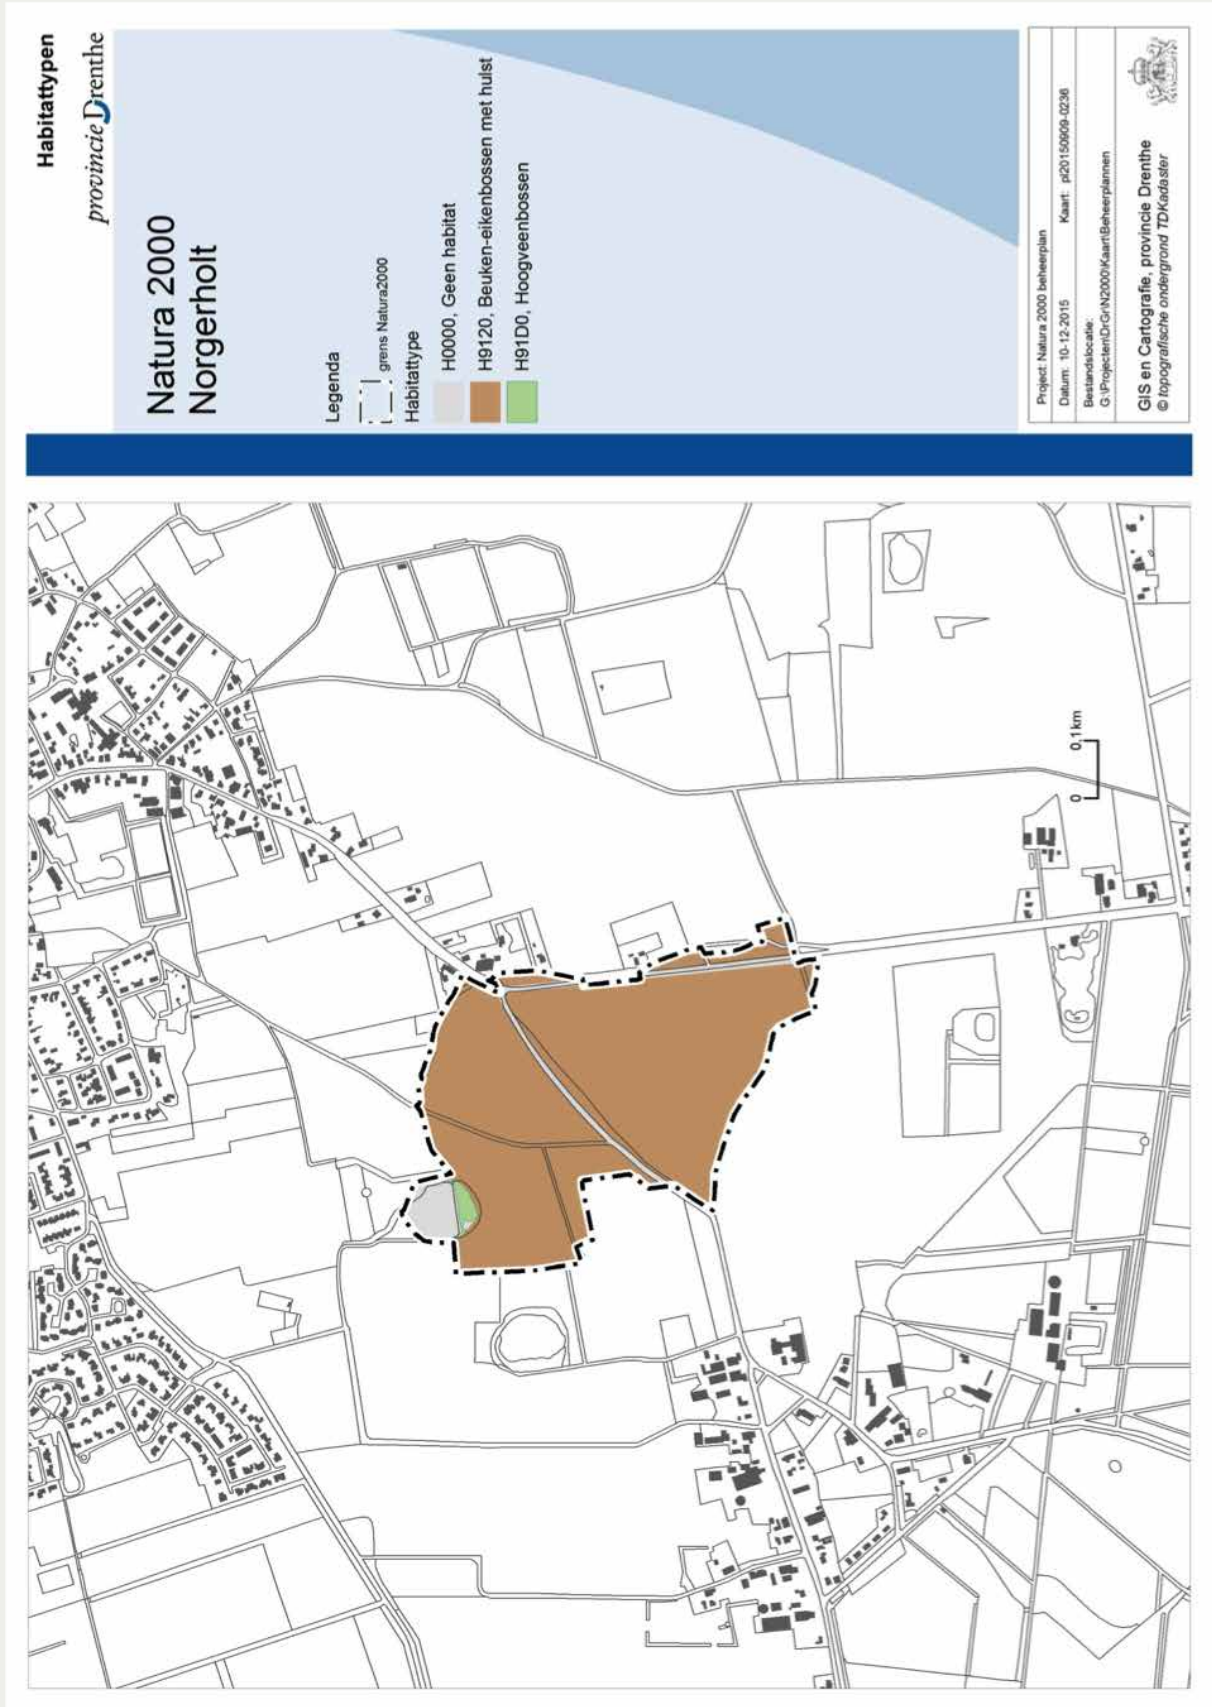 Habitattypen
provincie Drenthe
Natura 2000
Norgerholt
Legenda
grens Natura2000
Habitattype
H0000, Geen habitat
H9120, Beuken-eikenbossen met hulst
H91D0, Hoogveenbossen
Project: Natura 2000 beheerplan
Datum: 10-12-2015 Kaart: pl20150909-0236
Bestandslocatie:
G:\Projecten\DrGr\N2000\Kaart\Beheerplannen
GIS en Cartografie, provincie Drenthe
© topografische ondergrond TDKadaster
0 0,1 km